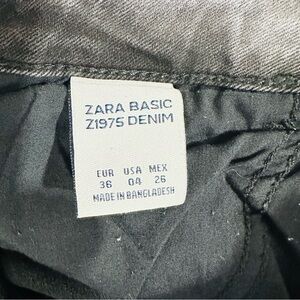 ZARA BASIC
Z1975 DENIM
EUR USA MEX
36 04 26
MADE IN BANGLADESH